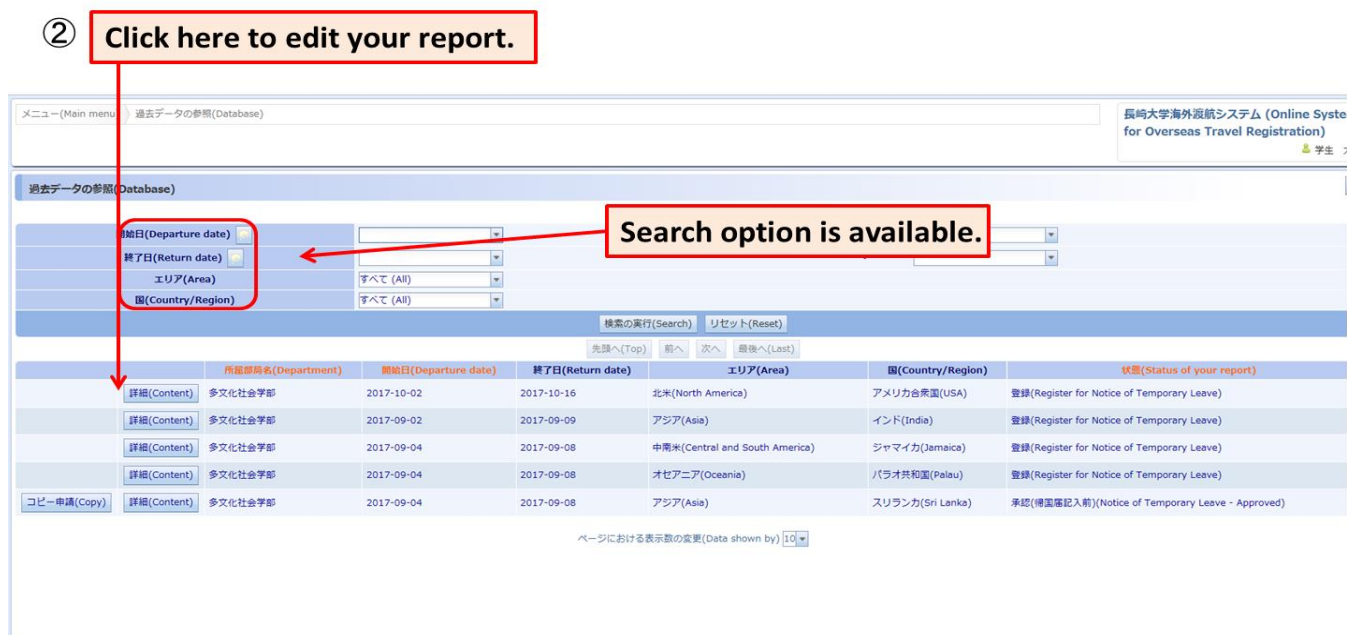 ② Click here to edit your report.
メニュー(Main menu 過去データの参照(Database)
長崎大学海外渡航システム (Online Syste
for Overseas Travel Registration)
学生
過去データの参照(Database)
開始日(Departure date)
Search option is available.
終了日(Return date)
エリア(Area) すべて (All)
国(Country/Region) すべて (All)
検索の実行(Search) リセット(Reset)
先頭へ(Top) 前へ 次へ 最後へ(Last)
所属部局名(Department) 開始日(Departure date) 終了日(Return date) エリア(Area) 国(Country/Region) 状態(Status of your report)
詳細(Content) 多文化社会学部 2017-10-02 2017-10-16 北米(North America) アメリカ合衆国(USA) 登録(Register for Notice of Temporary Leave)
詳細(Content) 多文化社会学部 2017-09-02 2017-09-09 アジア(Asia) インド(India) 登録(Register for Notice of Temporary Leave)
詳細(Content) 多文化社会学部 2017-09-04 2017-09-08 中南米(Central and South America) ジャマイカ(Jamaica) 登録(Register for Notice of Temporary Leave)
詳細(Content) 多文化社会学部 2017-09-04 2017-09-08 オセアニア(Oceania) パラオ共和国(Palau) 登録(Register for Notice of Temporary Leave)
コピー申請(Copy) 詳細(Content) 多文化社会学部 2017-09-04 2017-09-08 アジア(Asia) スリランカ(Sri Lanka) 承認(帰国届記入前)(Notice of Temporary Leave - Approved)
ページにおける表示数の変更(Data shown by) 10